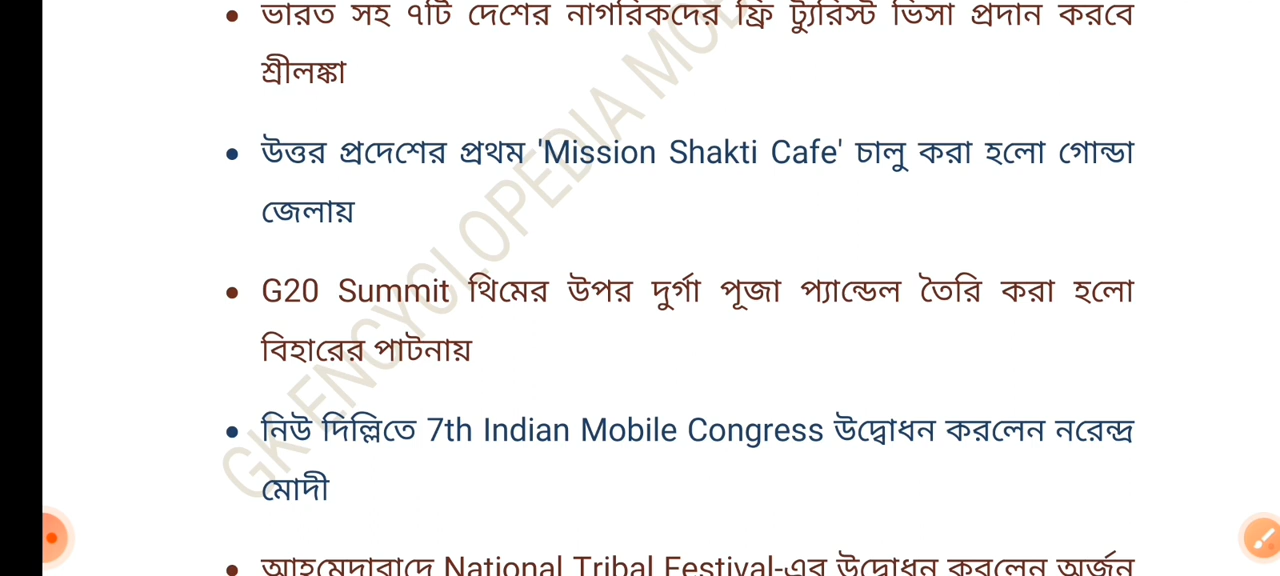 ভারত সহ ৭টি দেশের নাগরিকদের ফ্রি ট্যুরিস্ট ভিসা প্রদান করবে
শ্রীলঙ্কা
উত্তর প্রদেশের প্রথম 'Mission Shakti Cafe' চালু করা হলো গোন্ডা
জেলায়
G20 Summit থিমের উপর দুর্গা পূজা প্যান্ডেল তৈরি করা হলো
বিহারের পাটনায়
নিউ দিল্লিতে 7th Indian Mobile Congress উদ্বোধন করলেন নরেন্দ্র
মোদী
আহমেদাবাদে National Tribal Festival-এর উদ্বোধন করলেন অর্জুন
GK ENCYCLOPEDIA